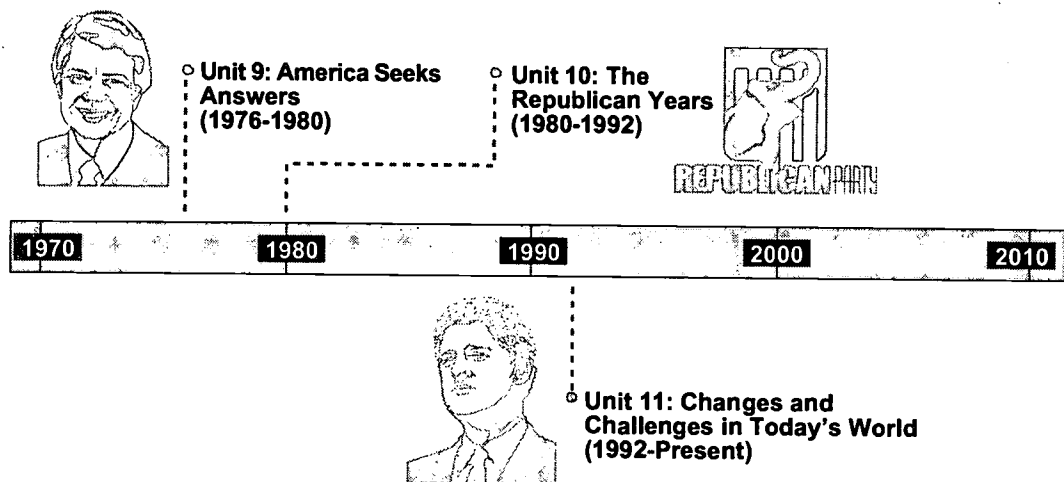 Unit 9: America Seeks
Answers
(1976-1980)
Unit 10: The
Republican Years
(1980-1992)
REPUBLICAN PARTY
1970 1980 1990 2000 2010
Unit 11: Changes and
Challenges in Today's World
(1992-Present)